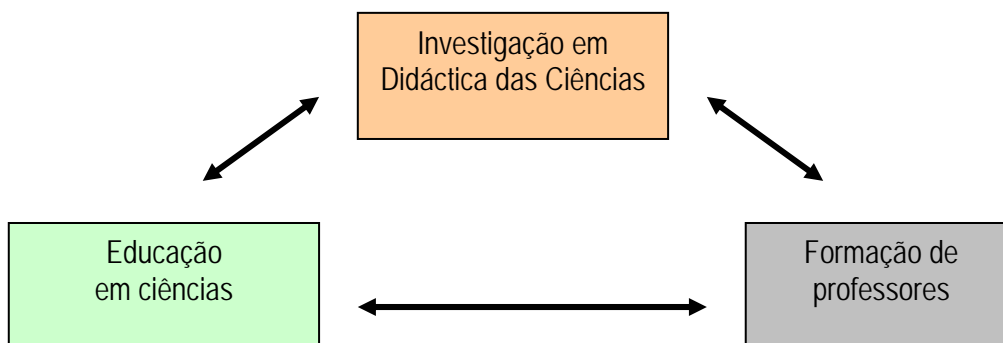 Investigação em
Didáctica das Ciências
Educação
em ciências
Formação de
professores